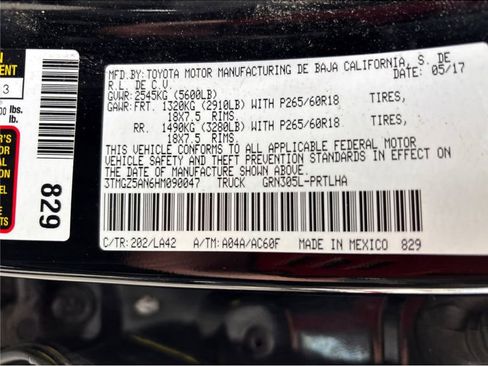 MFD.BY: TOYOTA MOTOR MANUFACTURING DE BAJA CALIFORNIA, S. DE
R.L. DE C.V. DATE: 05/17
GVWR: 2545KG (5600LB)
GAWR: FRT. 1320KG (2910LB) WITH P265/60R18 TIRES,
18X7.5 RIMS
RR. 1490KG (3280LB) WITH P265/60R18 TIRES,
18X7.5 RIMS
THIS VEHICLE CONFORMS TO ALL APPLICABLE FEDERAL MOTOR
VEHICLE SAFETY AND THEFT PREVENTION STANDARDS IN EFFECT
ON THE DATE OF MANUFACTURE SHOWN ABOVE.
3TMGZ5AN6HM090047 TRUCK GRN305L-PRTLHA
C/TR: 202/LA42 A/TM: A04A/AC60F MADE IN MEXICO 829
829
3
lbs.
lb.